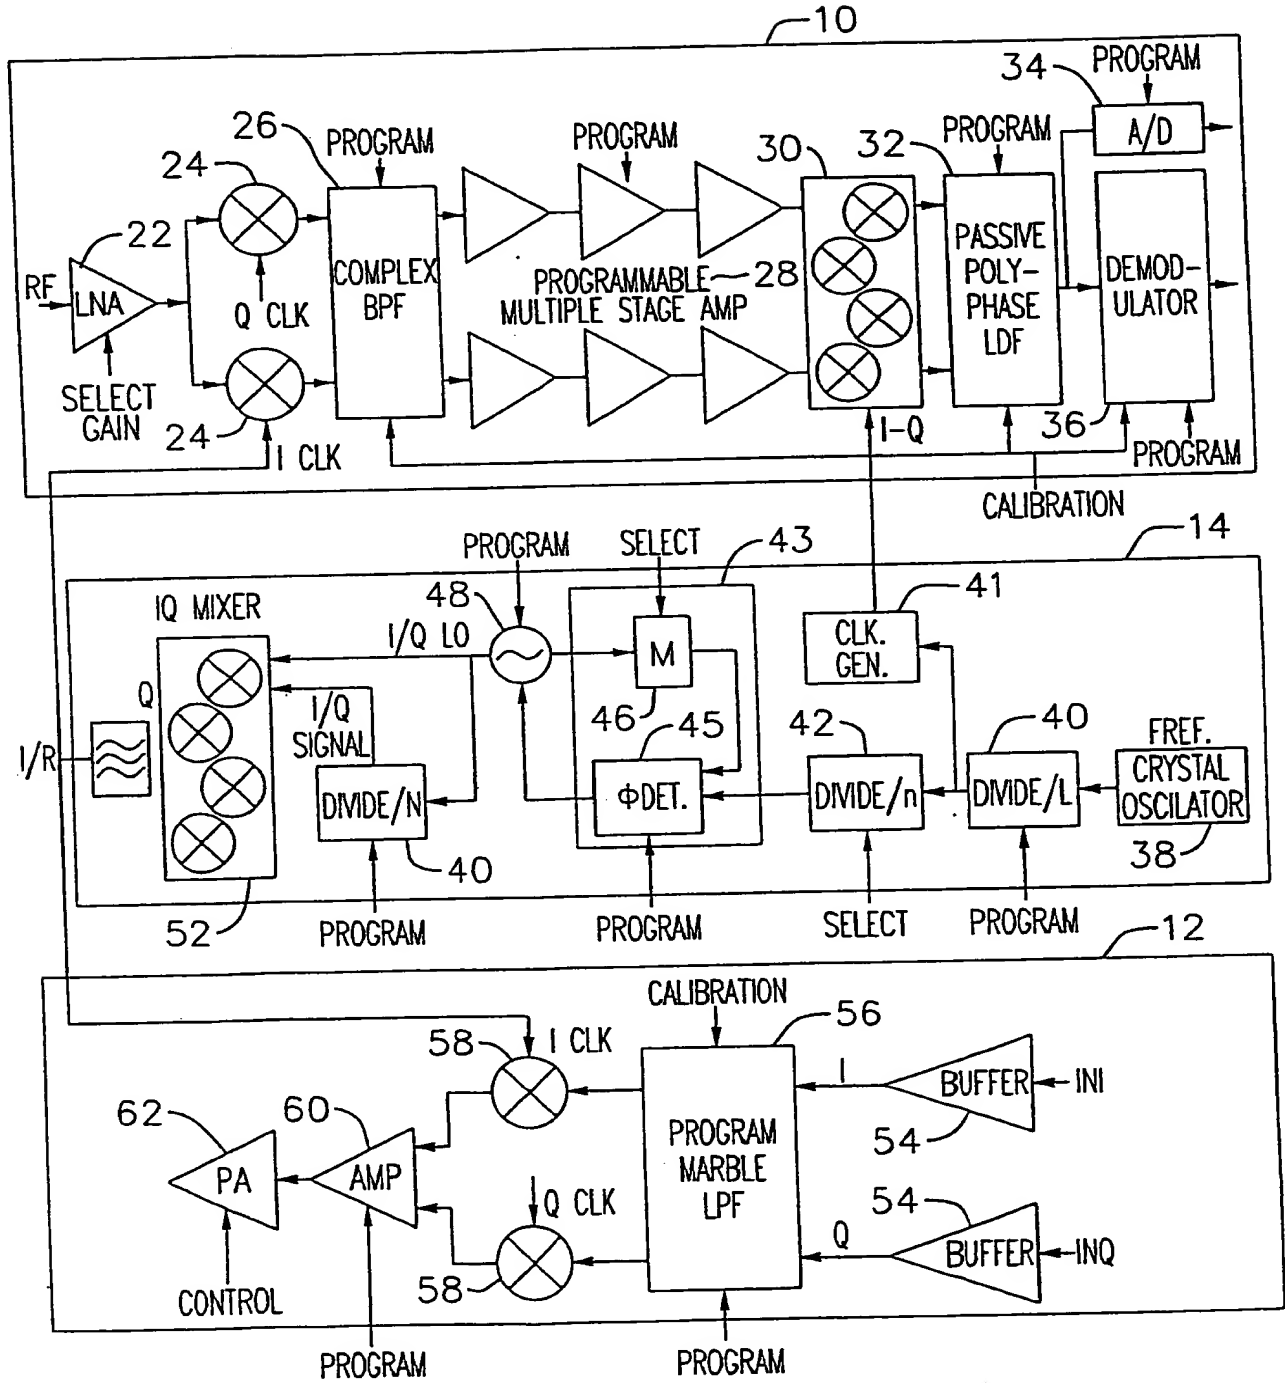 10
34
PROGRAM
A/D
26
PROGRAM
PROGRAM
30
32
PROGRAM
24
22
RF
LNA
Q CLK
COMPLEX
BPF
PROGRAMMABLE
MULTIPLE STAGE AMP
28
PASSIVE
POLY-
PHASE
LDF
DEMOD-
ULATOR
SELECT
GAIN
24
I CLK
I-Q
36
PROGRAM
CALIBRATION
14
PROGRAM
SELECT
43
IQ MIXER
48
I/Q LO
M
46
41
CLK.
GEN.
Q
I/Q
SIGNAL
45
42
40
FREF.
I/R
DIVIDE/N
ΦDET.
DIVIDE/n
DIVIDE/L
CRYSTAL
OSCILATOR
38
40
52
PROGRAM
PROGRAM
SELECT
PROGRAM
12
CALIBRATION
56
58
I CLK
I
BUFFER
INI
54
62
60
PA
AMP
PROGRAM
MARBLE
LPF
Q CLK
54
Q
BUFFER
INQ
58
CONTROL
PROGRAM
PROGRAM